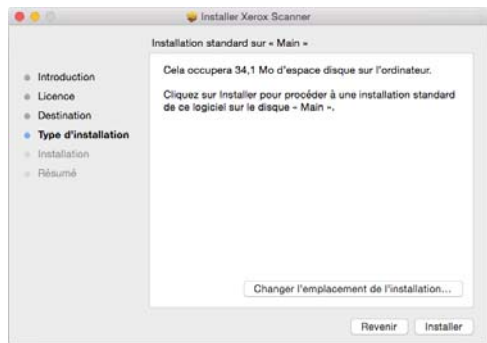 Installer Xerox Scanner
Installation standard sur « Main »
Introduction
Licence
Destination
Type d'installation
Installation
Résumé
Cela occupera 34,1 Mo d'espace disque sur l'ordinateur.
Cliquez sur Installer pour procéder à une installation standard
de ce logiciel sur le disque « Main ».
Changer l'emplacement de l'installation...
Revenir
Installer